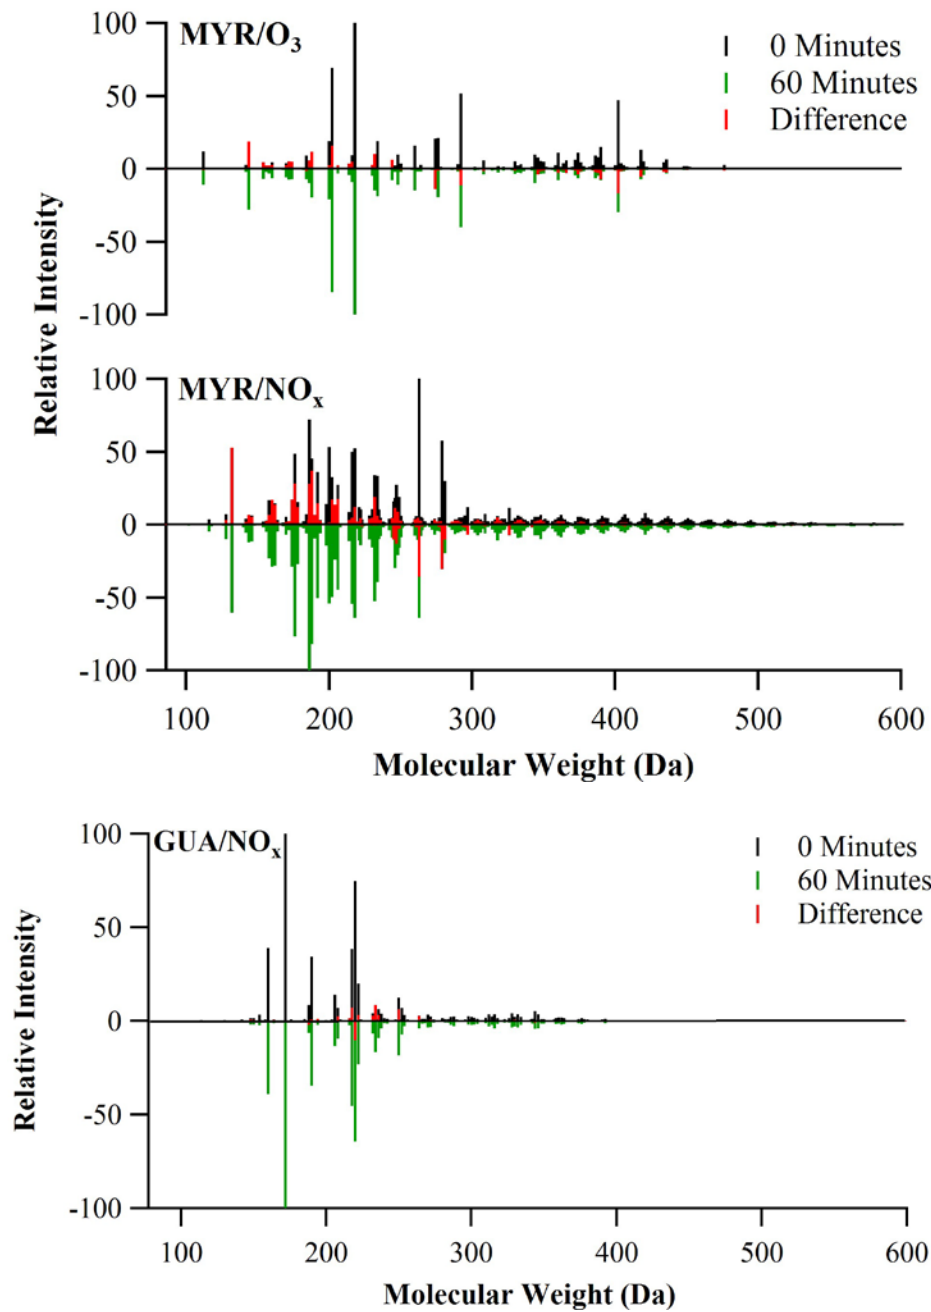 MYR/O₃
0 Minutes
60 Minutes
Difference
100
50
0
-50
-100
Relative Intensity
MYR/NOₓ
100
50
0
-50
-100
100 200 300 400 500 600
Molecular Weight (Da)
GUA/NOₓ
0 Minutes
60 Minutes
Difference
100
50
0
-50
-100
Relative Intensity
100 200 300 400 500 600
Molecular Weight (Da)